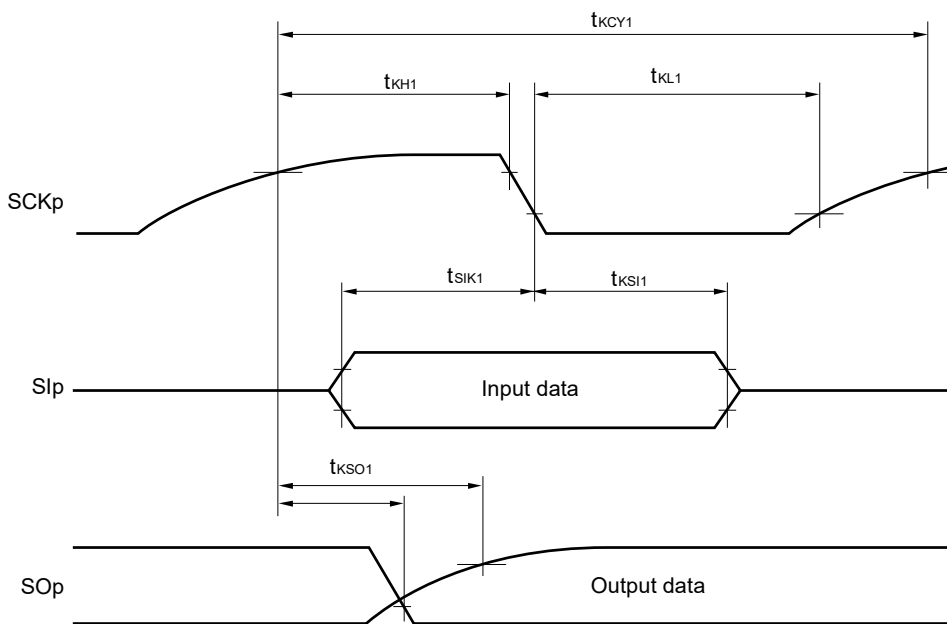 tKCY1
tKH1
tKL1
SCKp
tSIK1
tKSI1
SIp
Input data
tKSO1
SOp
Output data